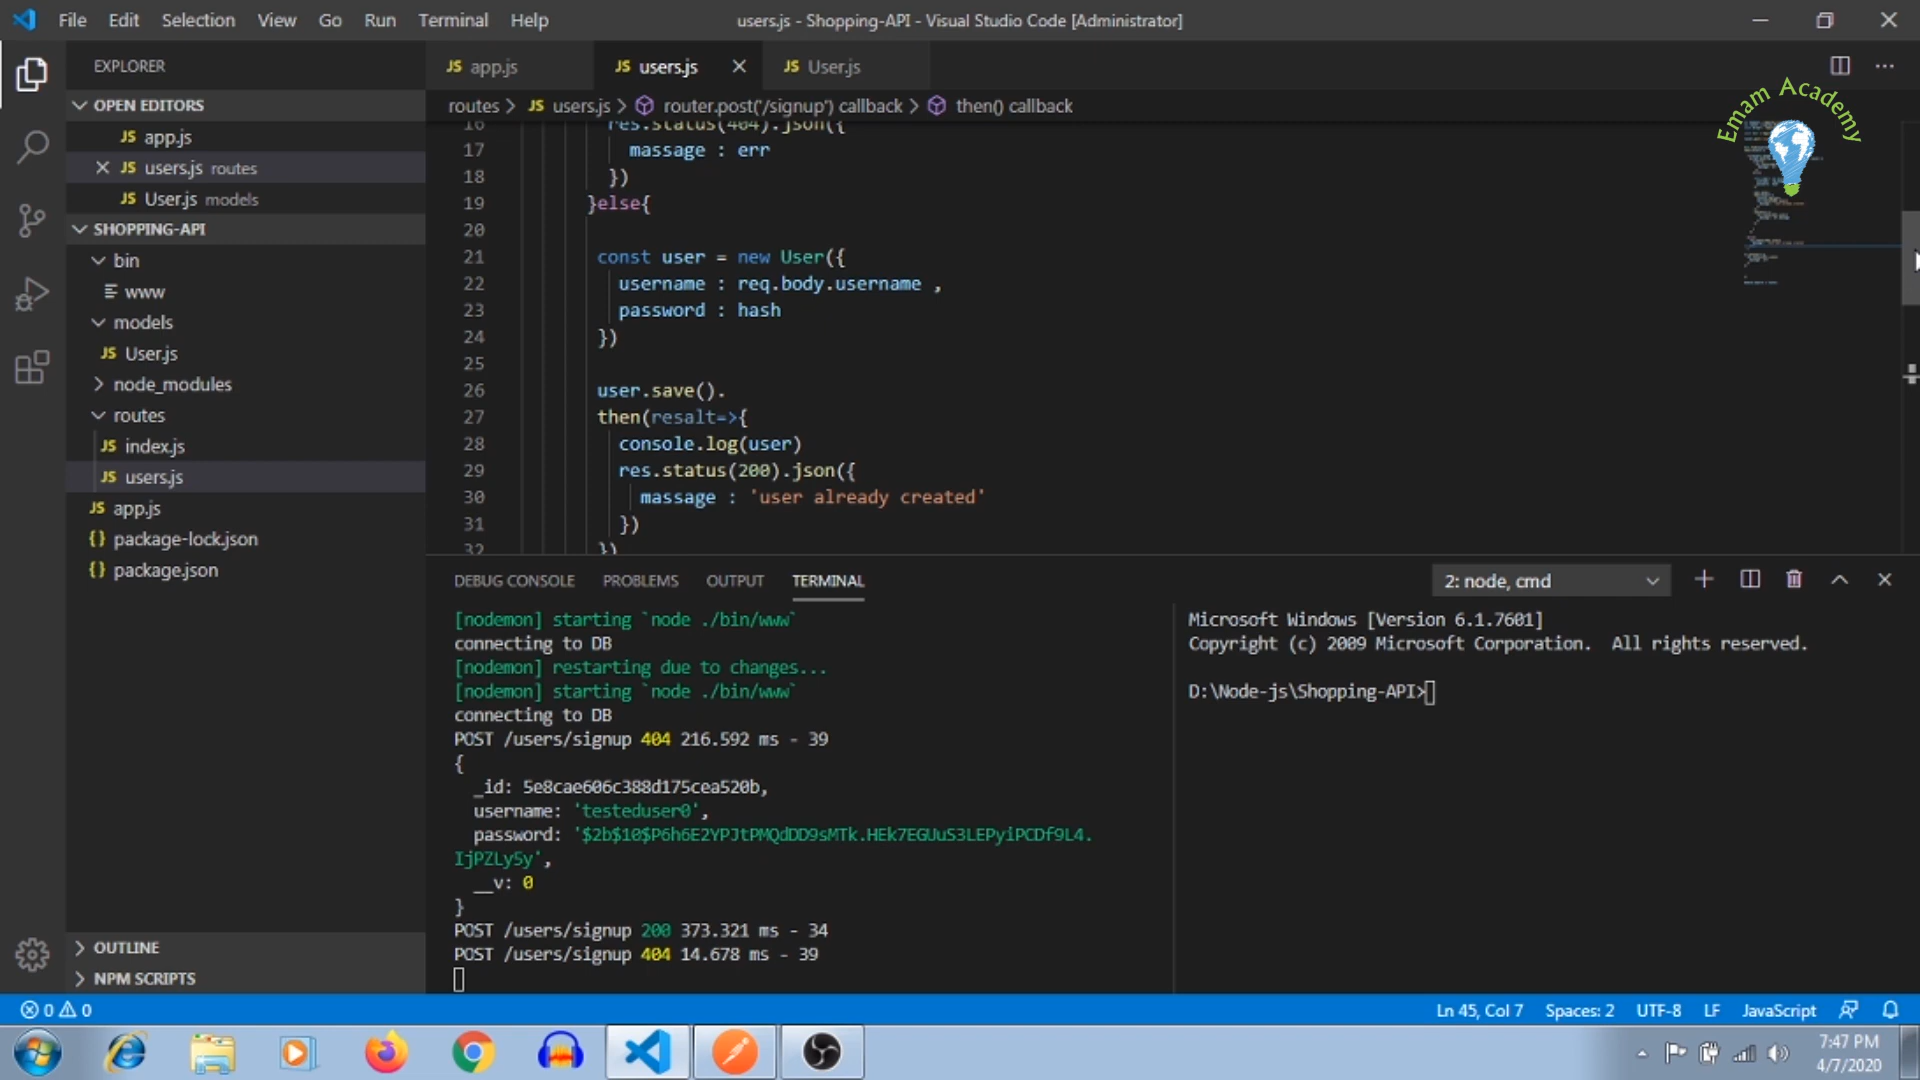 File Edit Selection View Go Run Terminal Help
users.js - Shopping-API - Visual Studio Code [Administrator]
EXPLORER
OPEN EDITORS
JS app.js
JS users.js routes
JS User.js models
SHOPPING-API
bin
www
models
JS User.js
node_modules
routes
JS index.js
JS users.js
JS app.js
{} package-lock.json
{} package.json
OUTLINE
NPM SCRIPTS
JS app.js
JS users.js
JS User.js
Emam Academy
routes > JS users.js > router.post('/signup') callback > then() callback
16 res.status(404).json({
17 massage : err
18 })
19 }else{
20
21 const user = new User({
22 username : req.body.username ,
23 password : hash
24 })
25
26 user.save().
27 then(resalt=>{
28 console.log(user)
29 res.status(200).json({
30 massage : 'user already created'
31 })
32 })
DEBUG CONSOLE PROBLEMS OUTPUT TERMINAL
2: node, cmd
[nodemon] starting `node ./bin/www`
connecting to DB
[nodemon] restarting due to changes...
[nodemon] starting `node ./bin/www`
connecting to DB
POST /users/signup 404 216.592 ms - 39
{
_id: 5e8cae606c388d175cea520b,
username: 'testeduser0',
password: '$2b$10$P6h6E2YPJtPMQdDD9sMTk.HEk7EGUuS3LEPyiPCDf9L4.
IjPZLy5y',
__v: 0
}
POST /users/signup 200 373.321 ms - 34
POST /users/signup 404 14.678 ms - 39
Microsoft Windows [Version 6.1.7601]
Copyright (c) 2009 Microsoft Corporation. All rights reserved.
D:\Node-js\Shopping-API>
0 0
Ln 45, Col 7 Spaces: 2 UTF-8 LF JavaScript
7:47 PM
4/7/2020